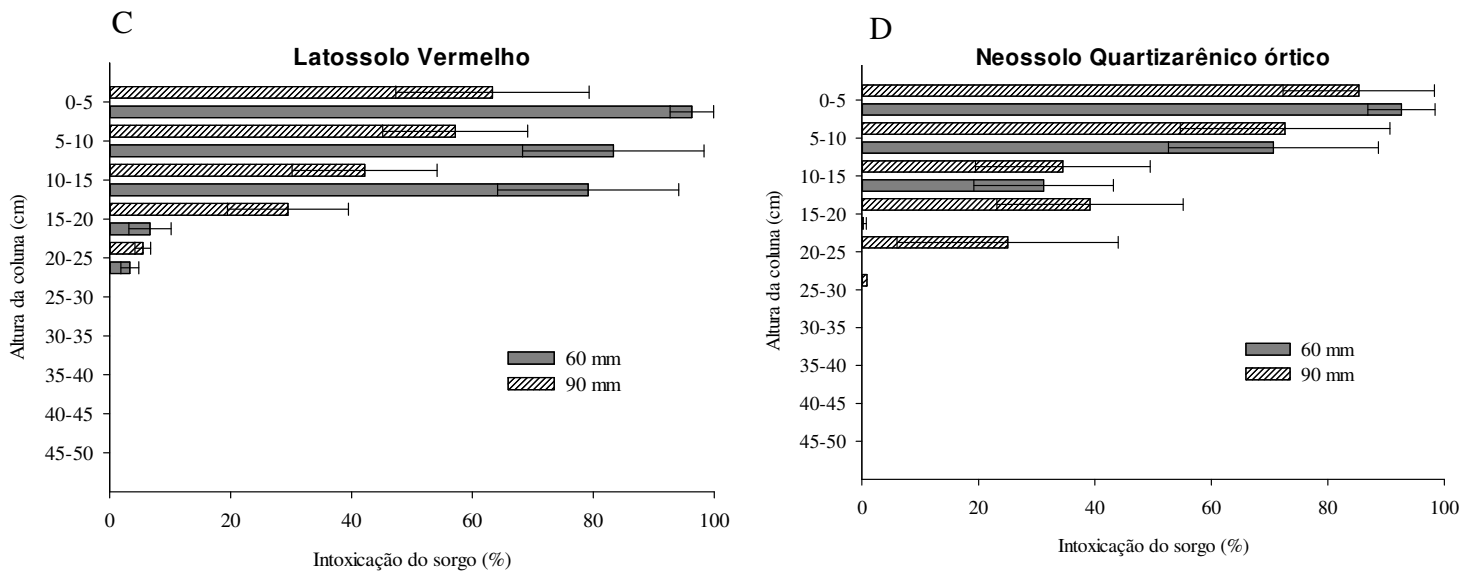 C
Latossolo Vermelho
Altura da coluna (cm)
0-5
5-10
10-15
15-20
20-25
25-30
30-35
35-40
40-45
45-50
60 mm
90 mm
0 20 40 60 80 100
Intoxicação do sorgo (%)
D
Neossolo Quartizarênico órtico
Altura da coluna (cm)
0-5
5-10
10-15
15-20
20-25
25-30
30-35
35-40
40-45
45-50
60 mm
90 mm
0 20 40 60 80 100
Intoxicação do sorgo (%)